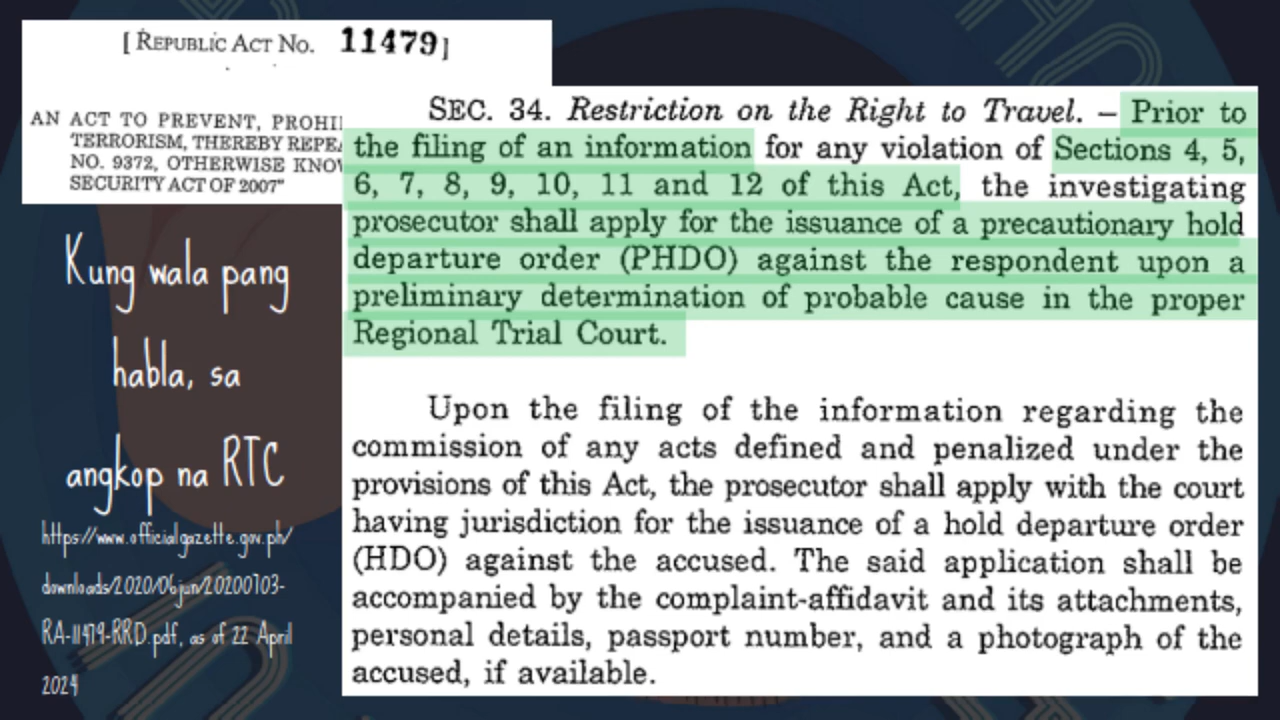 [ REPUBLIC ACT NO. 11479 ]
AN ACT TO PREVENT, PROHI
TERRORISM, THEREBY REPEA
NO. 9372, OTHERWISE KNOW
SECURITY ACT OF 2007"
SEC. 34. Restriction on the Right to Travel. – Prior to
the filing of an information for any violation of Sections 4, 5,
6, 7, 8, 9, 10, 11 and 12 of this Act, the investigating
prosecutor shall apply for the issuance of a precautionary hold
departure order (PHDO) against the respondent upon a
preliminary determination of probable cause in the proper
Regional Trial Court.
Upon the filing of the information regarding the
commission of any acts defined and penalized under the
provisions of this Act, the prosecutor shall apply with the court
having jurisdiction for the issuance of a hold departure order
(HDO) against the accused. The said application shall be
accompanied by the complaint-affidavit and its attachments,
personal details, passport number, and a photograph of the
accused, if available.
Kung wala pang
habla, sa
angkop na RTC
https://www.officialgazette.gov.ph/
downloads/2020/06jun/20200703-
RA-11479-RRD.pdf, as of 22 April
2024